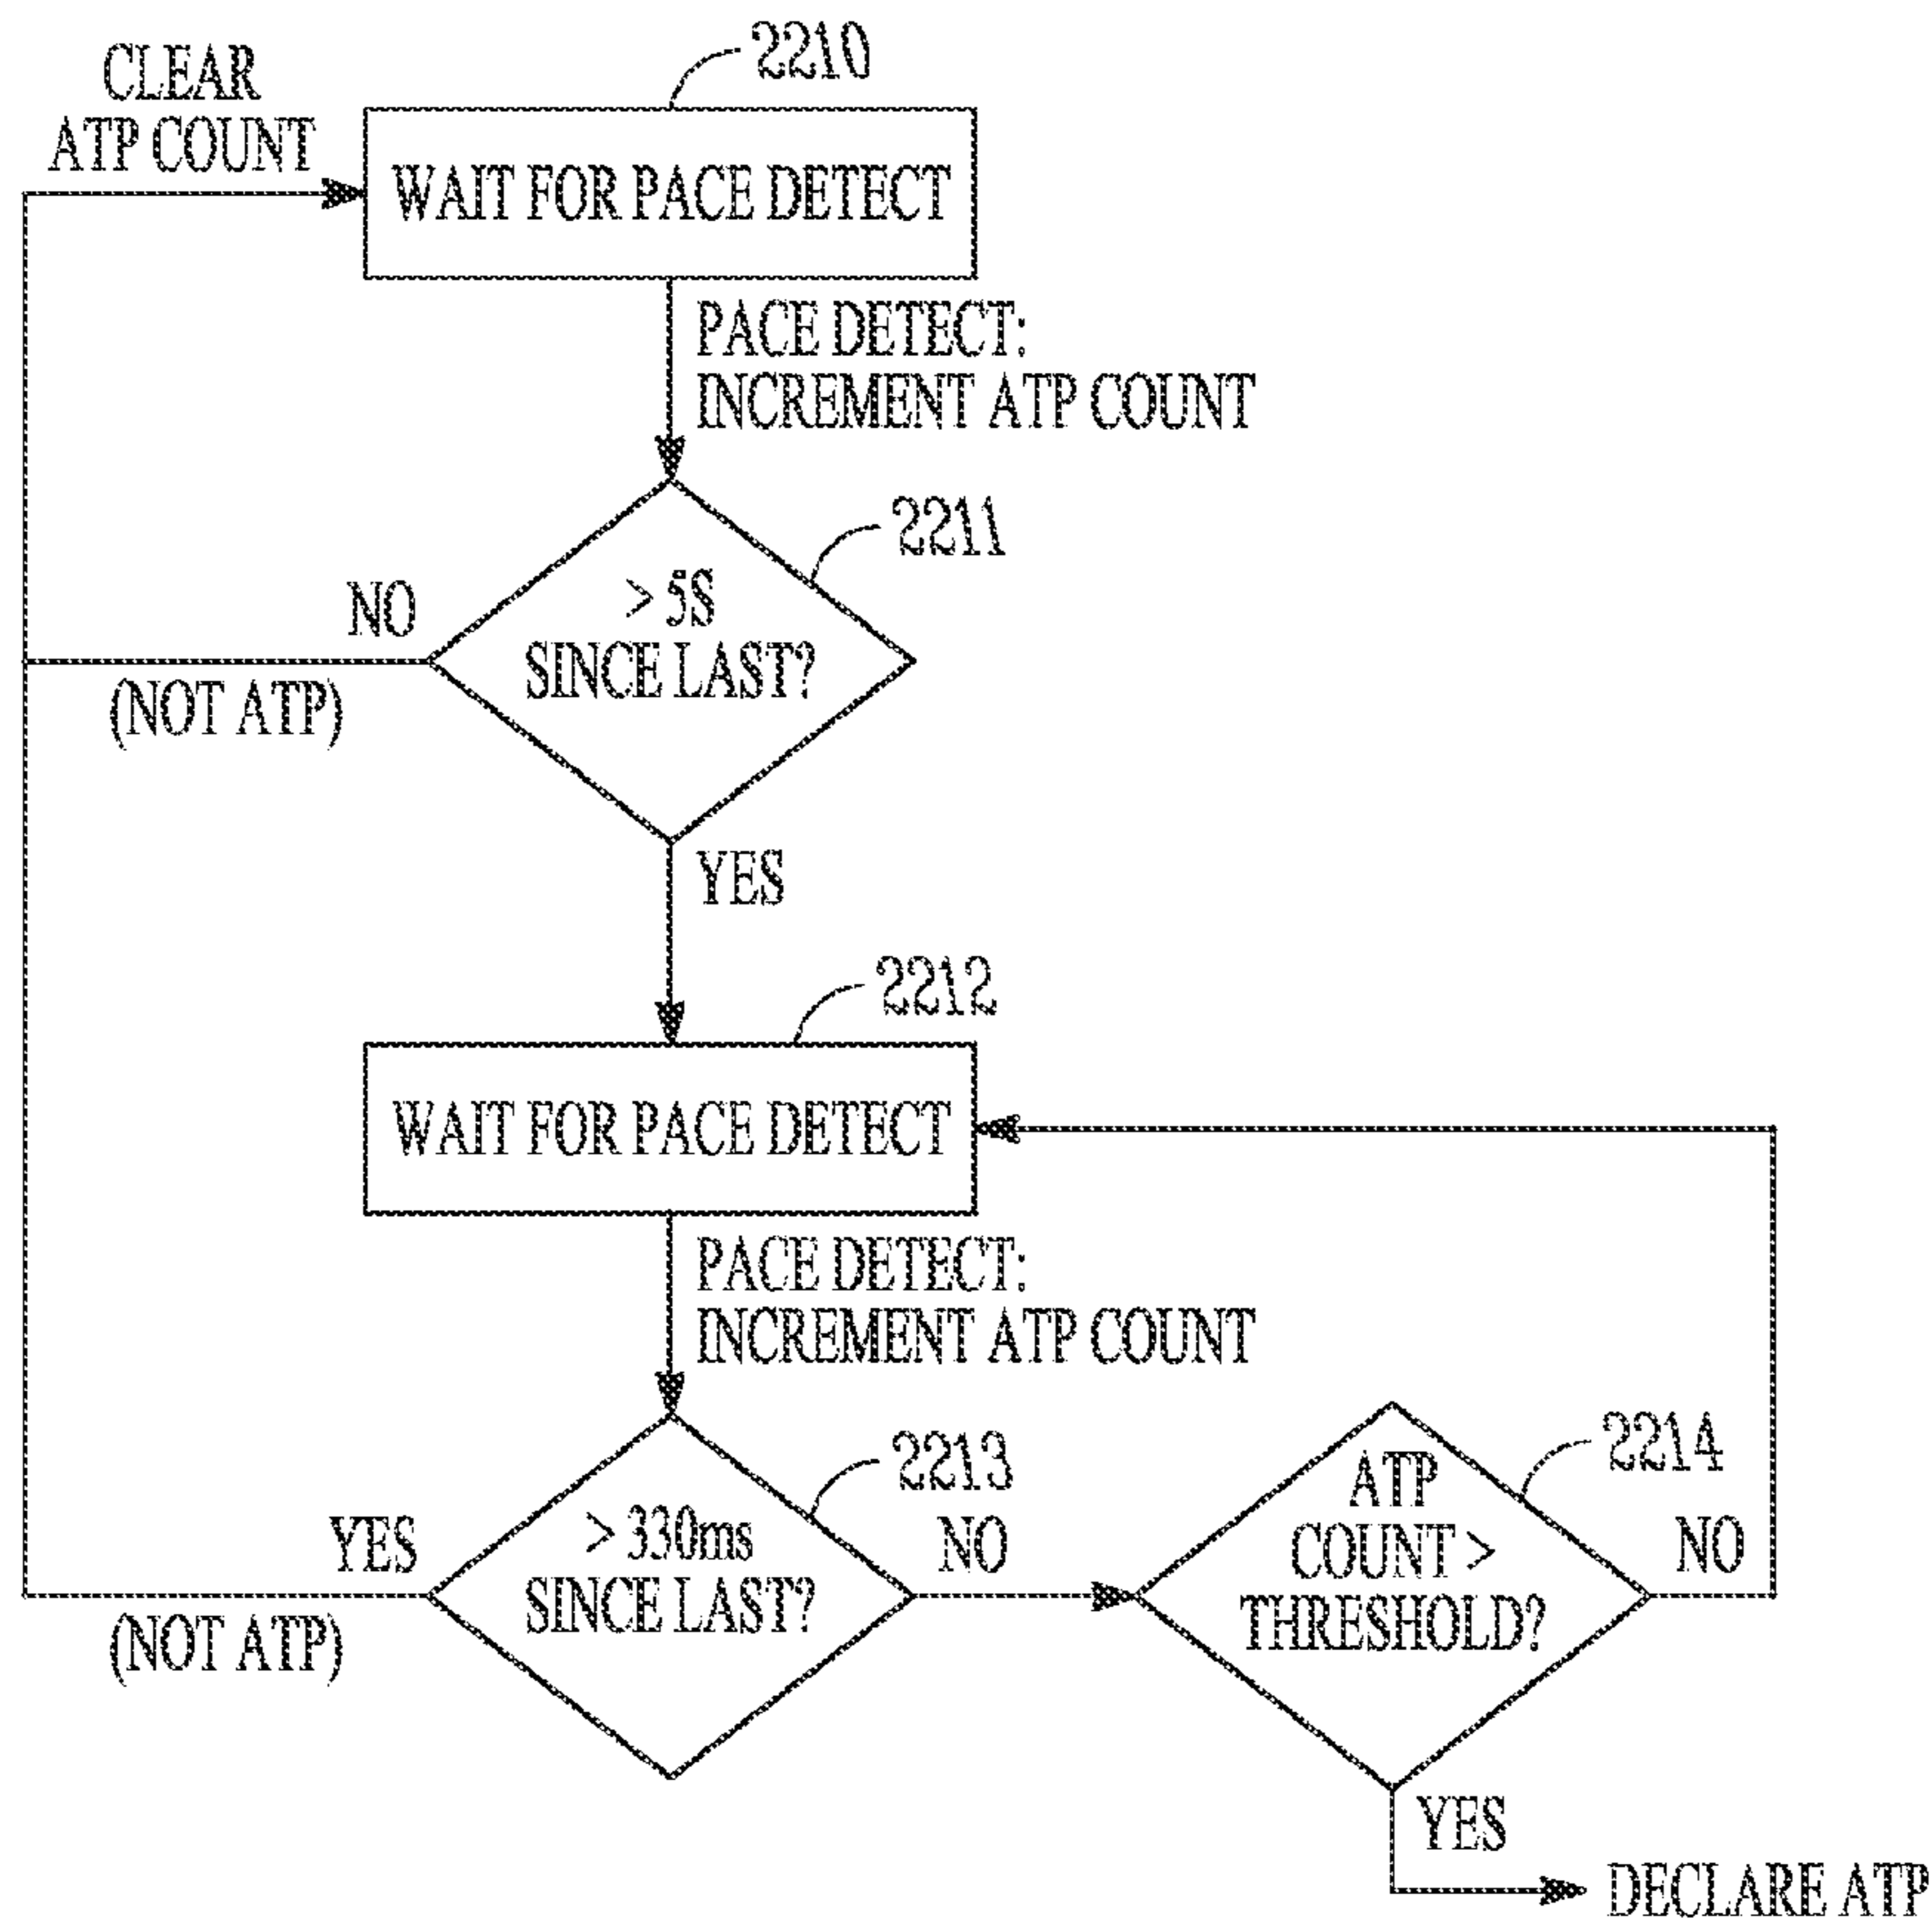 2210
CLEAR
ATP COUNT
WAIT FOR PACE DETECT
PACE DETECT:
INCREMENT ATP COUNT
2211
> 5S
SINCE LAST?
NO
(NOT ATP)
YES
2212
WAIT FOR PACE DETECT
PACE DETECT:
INCREMENT ATP COUNT
2213
> 330ms
SINCE LAST?
YES
(NOT ATP)
NO
2214
ATP
COUNT >
THRESHOLD?
NO
YES
DECLARE ATP